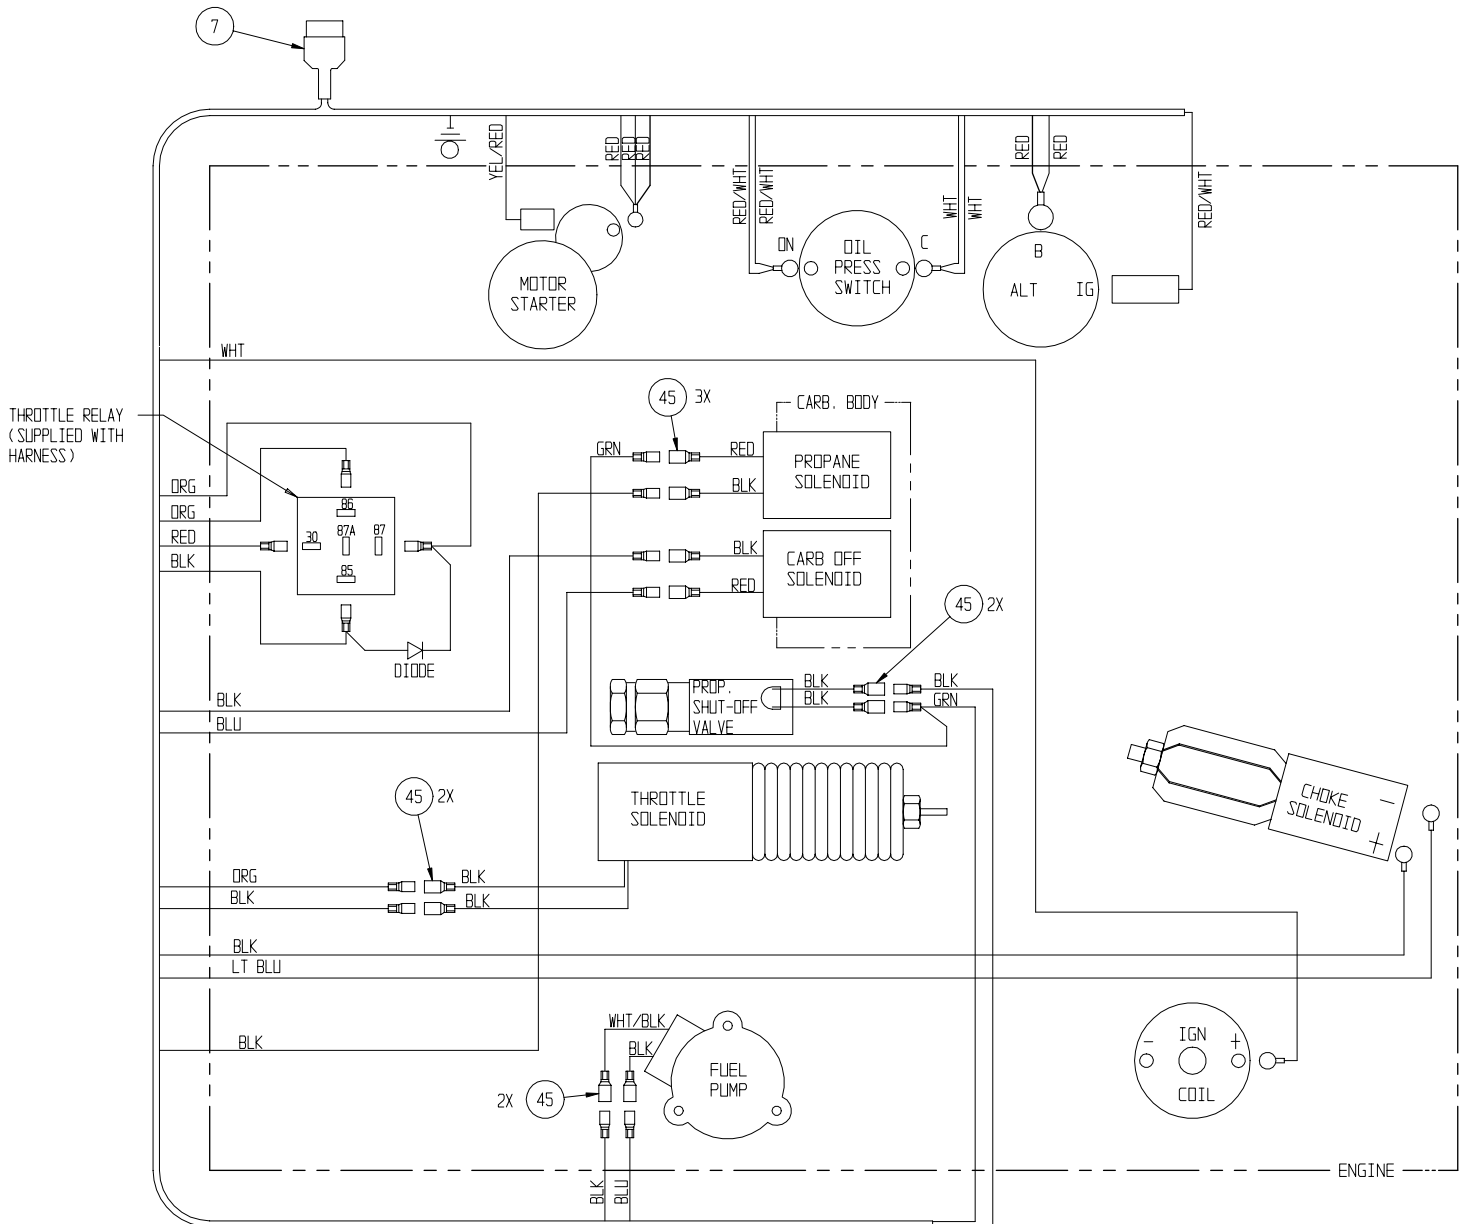 7
YEL/RED
RED
RED
RED
RED/WHT
RED/WHT
WHT
WHT
RED
RED
RED/WHT
MOTOR
STARTER
ON
OIL
PRESS
SWITCH
C
B
ALT
IG
WHT
THROTTLE RELAY
(SUPPLIED WITH
HARNESS)
45 3X
CARB. BODY
GRN
RED
PROPANE
SOLENOID
BLK
ORG
ORG
RED
BLK
86
30
87A
87
85
DIODE
BLK
CARB OFF
SOLENOID
RED
45 2X
BLK
BLU
PROP.
SHUT-OFF
VALVE
BLK
BLK
BLK
GRN
45 2X
THROTTLE
SOLENOID
CHOKE
SOLENOID
-
+
ORG
BLK
BLK
BLK
BLK
LT BLU
BLK
WHT/BLK
BLK
FUEL
PUMP
2X 45
BLK
BLU
-
IGN
+
COIL
ENGINE